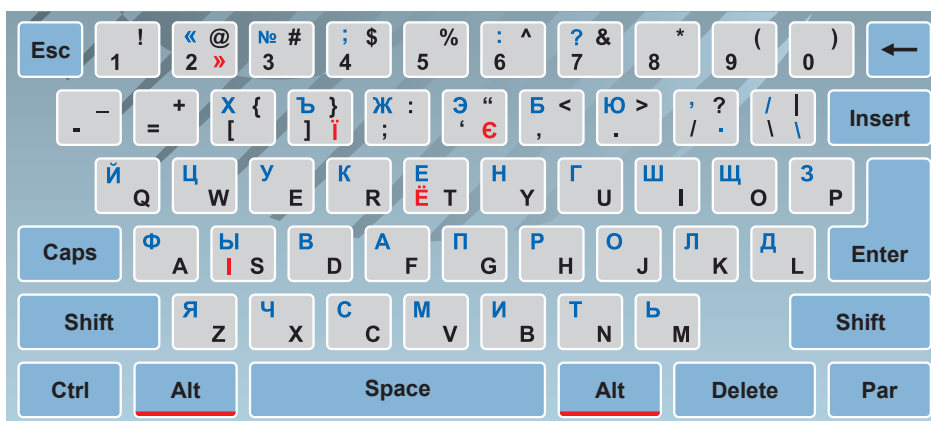 Esc ! 1 « @ 2 » № # 3 ; $ 4 % 5 : ^ 6 ? & 7 * 8 ( 9 ) 0 ←
_ - + = Х { [ Ъ } ] Ї Ж : ; Э “ ‘ Є Б < , Ю > . , ? / . / | \ \ Insert
Й Q Ц W У E К R Е Ё T Н Y Г U Ш I Щ O З P
Caps Ф A Ы І S В D А F П G Р H О J Л K Д L Enter
Shift Я Z Ч X С C М V И B Т N Ь M Shift
Ctrl Alt Space Alt Delete Par